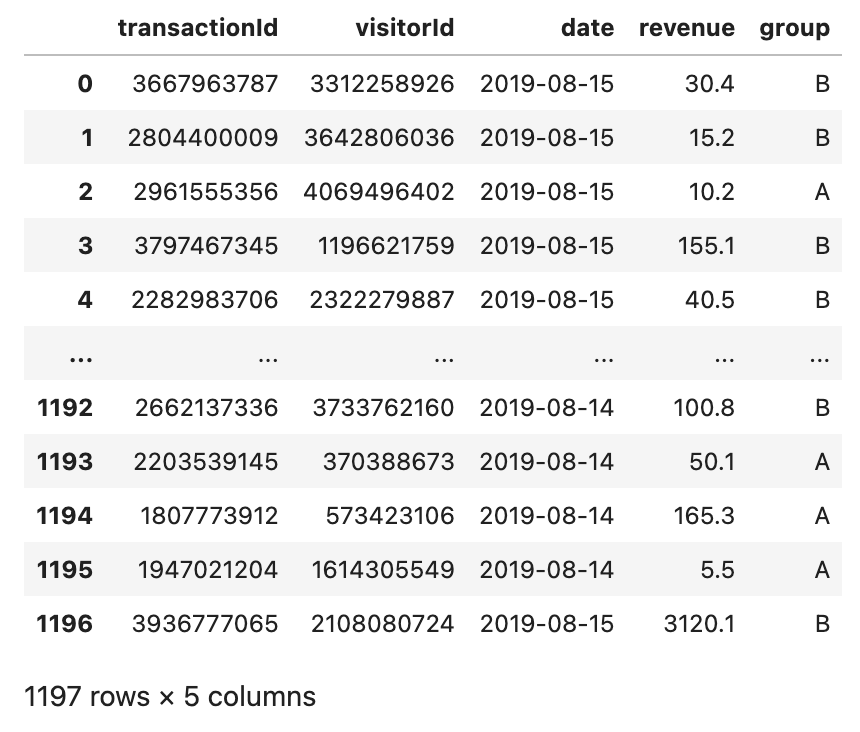 transactionId visitorId date revenue group
0 3667963787 3312258926 2019-08-15 30.4 B
1 2804400009 3642806036 2019-08-15 15.2 B
2 2961555356 4069496402 2019-08-15 10.2 A
3 3797467345 1196621759 2019-08-15 155.1 B
4 2282983706 2322279887 2019-08-15 40.5 B
... ... ... ... ... ...
1192 2662137336 3733762160 2019-08-14 100.8 B
1193 2203539145 370388673 2019-08-14 50.1 A
1194 1807773912 573423106 2019-08-14 165.3 A
1195 1947021204 1614305549 2019-08-14 5.5 A
1196 3936777065 2108080724 2019-08-15 3120.1 B
1197 rows × 5 columns